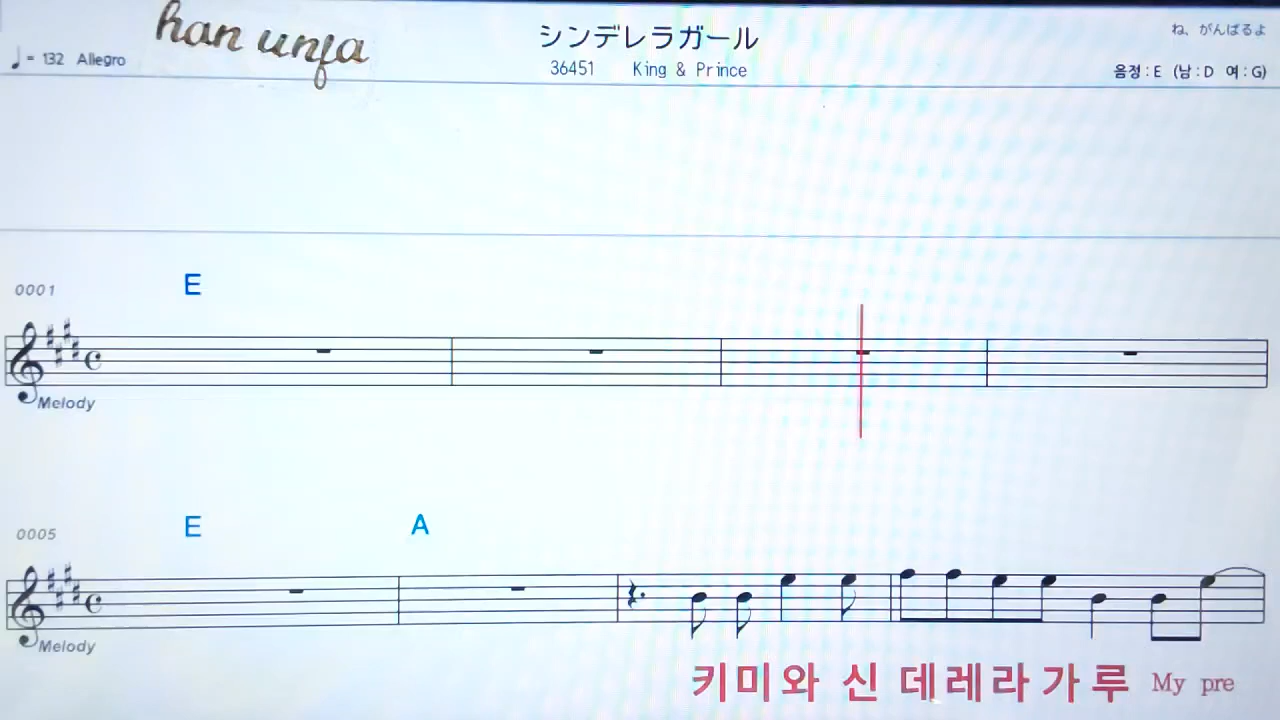 han unfa
シンデレラガール
ね、がんばるよ
♩= 132 Allegro
36451 King & Prince
음정 : E (남 : D 여 : G)
0001 E
Melody
0005 E A
Melody
키미와 신 데레라가루 My pre